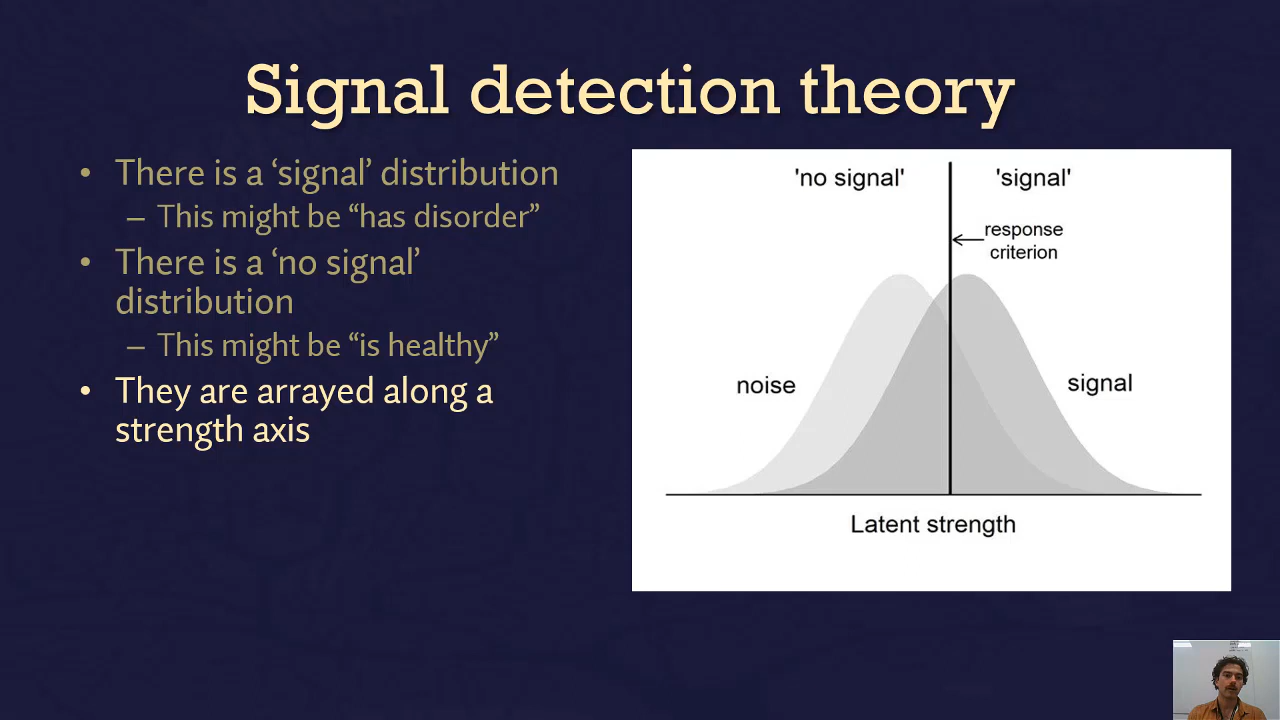 Signal detection theory
• There is a ‘signal’ distribution
– This might be “has disorder”
• There is a ‘no signal’
distribution
– This might be “is healthy”
• They are arrayed along a
strength axis
'no signal'
'signal'
response
criterion
noise
signal
Latent strength